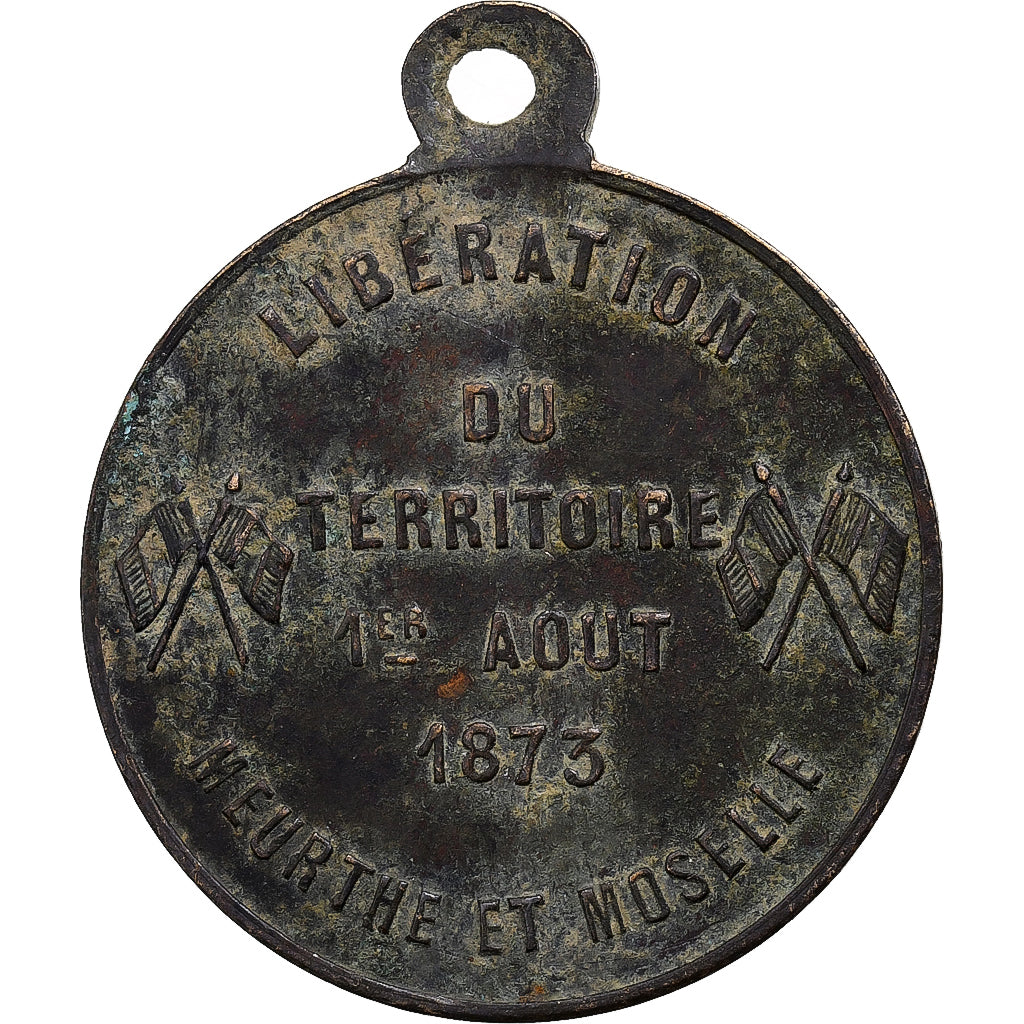 LIBÉRATION
DU
TERRITOIRE
1ER AOUT
1873
MEURTHE ET MOSELLE